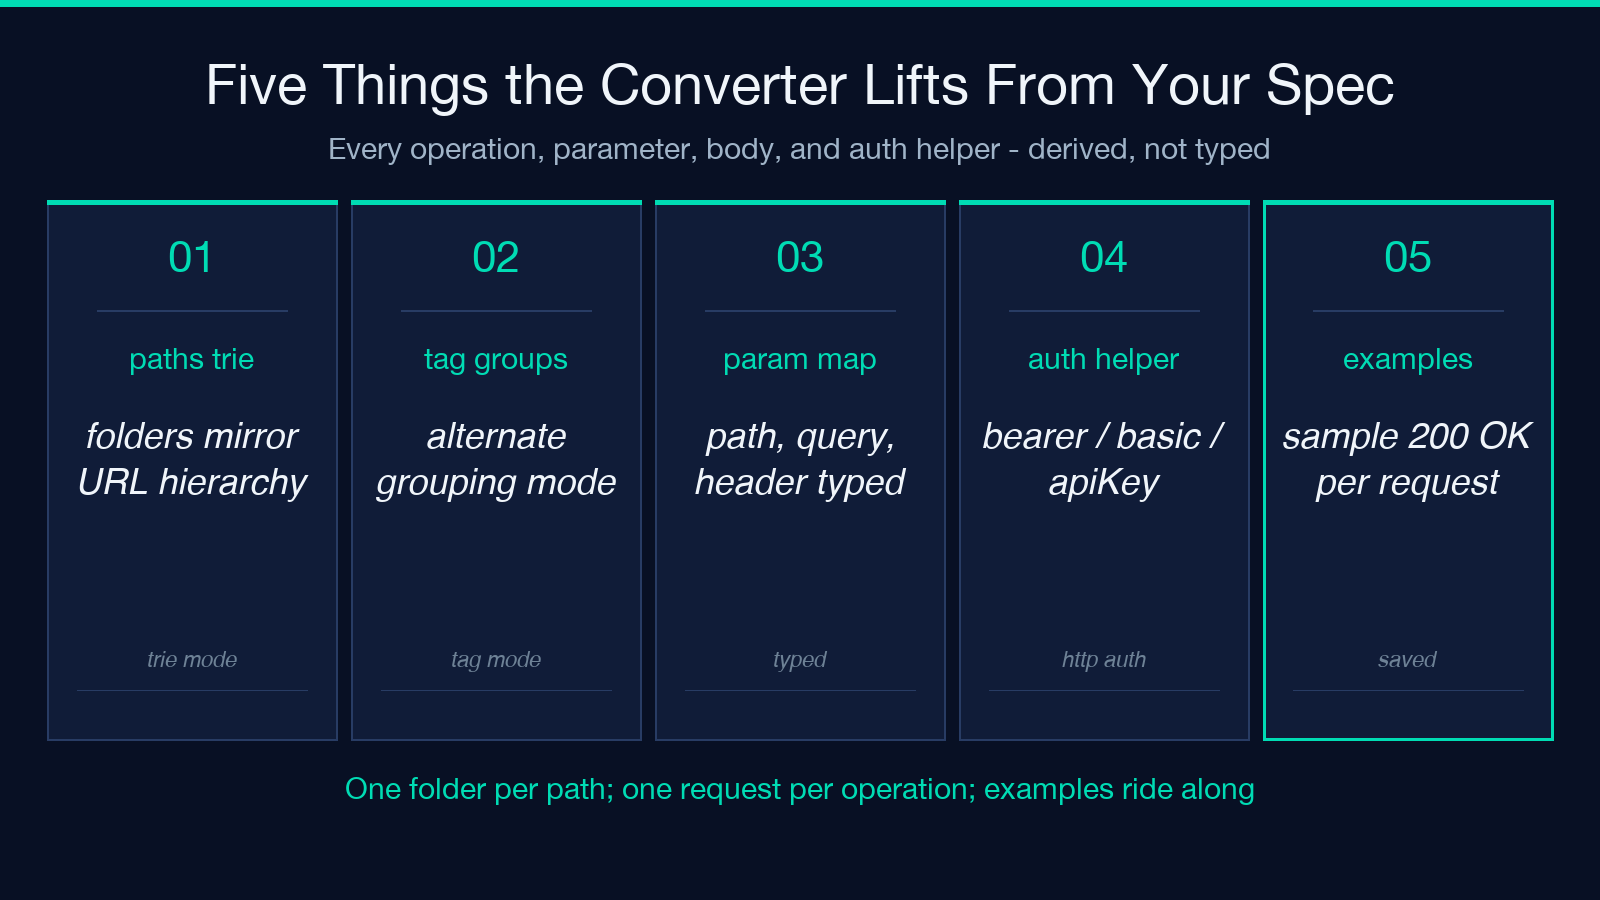 Five Things the Converter Lifts From Your Spec
Every operation, parameter, body, and auth helper - derived, not typed
01
paths trie
folders mirror
URL hierarchy
trie mode
02
tag groups
alternate
grouping mode
tag mode
03
param map
path, query,
header typed
typed
04
auth helper
bearer / basic /
apiKey
http auth
05
examples
sample 200 OK
per request
saved
One folder per path; one request per operation; examples ride along